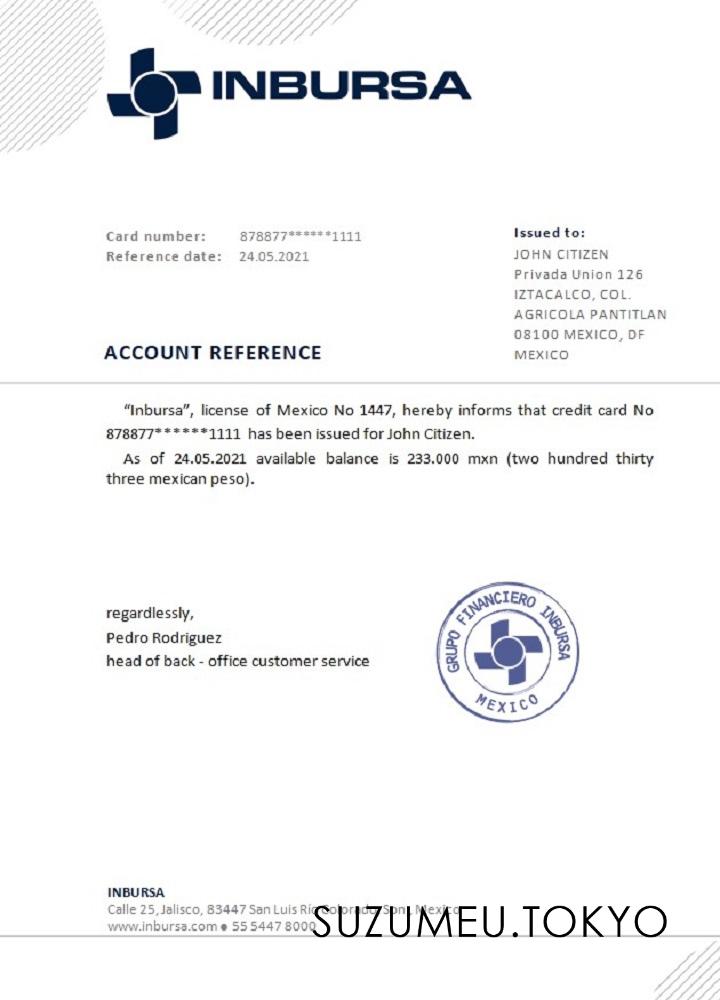 INBURSA
Card number: 878877******1111
Reference date: 24.05.2021
Issued to:
JOHN CITIZEN
Privada Union 126
IZTACALCO, COL.
AGRICOLA PANTITLAN
08100 MEXICO, DF
MEXICO
ACCOUNT REFERENCE
“Inbursa”, license of Mexico No 1447, hereby informs that credit card No
878877******1111 has been issued for John Citizen.
As of 24.05.2021 available balance is 233.000 mxn (two hundred thirty
three mexican peso).
regardlessly,
Pedro Rodriguez
head of back - office customer service
GRUPO FINANCIERO INBURSA
MEXICO
INBURSA
Calle 25, Jalisco, 83447 San Luis Río Colorado, Son., Mexico
www.inbursa.com ● 55 5447 8000
SUZUMEU.TOKYO